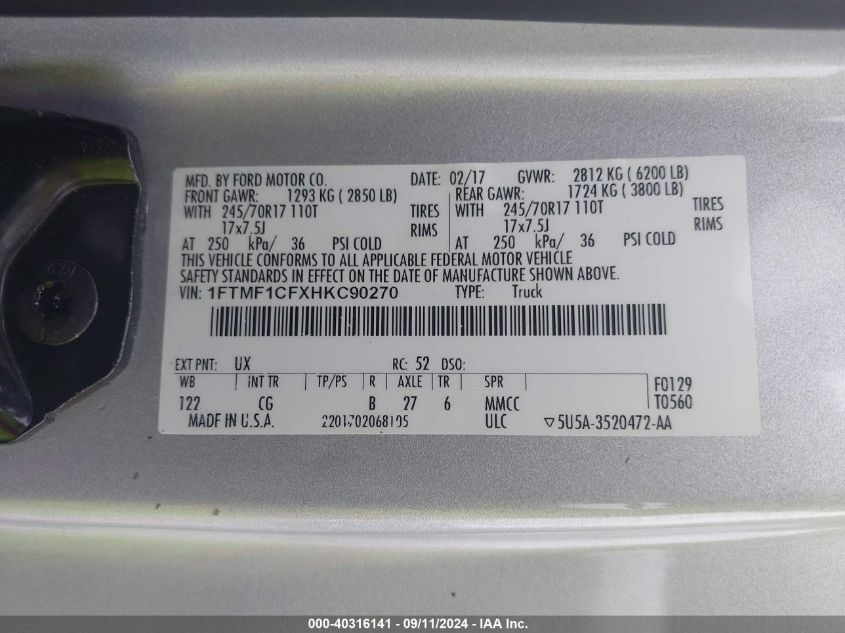 MFD. BY FORD MOTOR CO. DATE: 02/17 GVWR: 2812 KG ( 6200 LB)
FRONT GAWR: 1293 KG ( 2850 LB) REAR GAWR: 1724 KG ( 3800 LB)
WITH 245/70R17 110T TIRES WITH 245/70R17 110T TIRES
17x7.5J RIMS 17x7.5J RIMS
AT 250 kPa/ 36 PSI COLD AT 250 kPa/ 36 PSI COLD
THIS VEHICLE CONFORMS TO ALL APPLICABLE FEDERAL MOTOR VEHICLE
SAFETY STANDARDS IN EFFECT ON THE DATE OF MANUFACTURE SHOWN ABOVE.
VIN: 1FTMF1CFXHKC90270 TYPE: Truck
EXT PNT: UX RC: 52 DSO:
WB INT TR TP/PS R AXLE TR SPR F0129
122 CG B 27 6 MMCC T0560
MADE IN U.S.A. 2201702068195 ULC ▽5U5A-3520472-AA
000-40316141 - 09/11/2024 - IAA Inc.